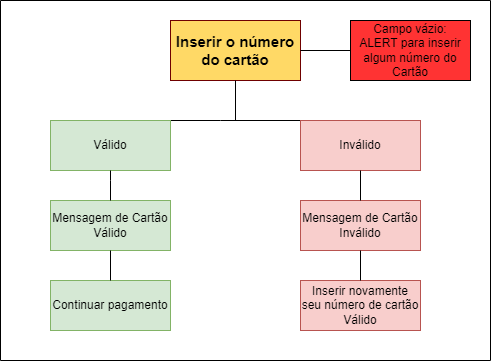 Inserir o número
do cartão
Campo vázio:
ALERT para inserir
algum número do
Cartão
Válido
Inválido
Mensagem de Cartão
Válido
Mensagem de Cartão
Inválido
Continuar pagamento
Inserir novamente
seu número de cartão
Válido